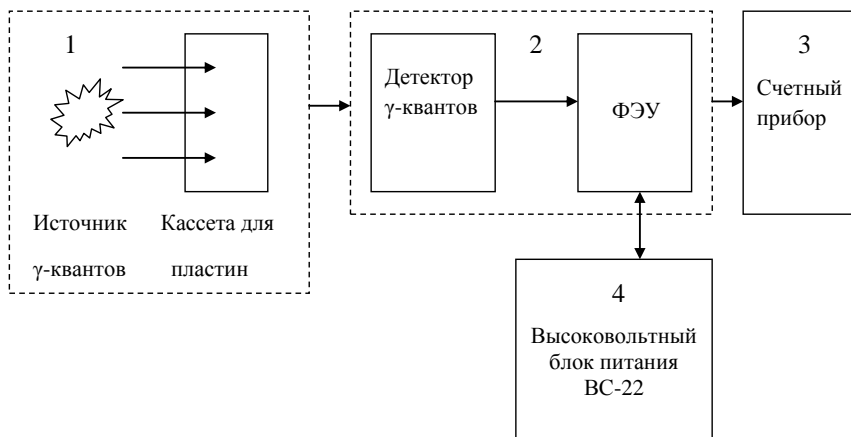 1
Источник
γ-квантов
Кассета для
пластин
2
Детектор
γ-квантов
ФЭУ
3
Счетный
прибор
4
Высоковольтный
блок питания
ВС-22